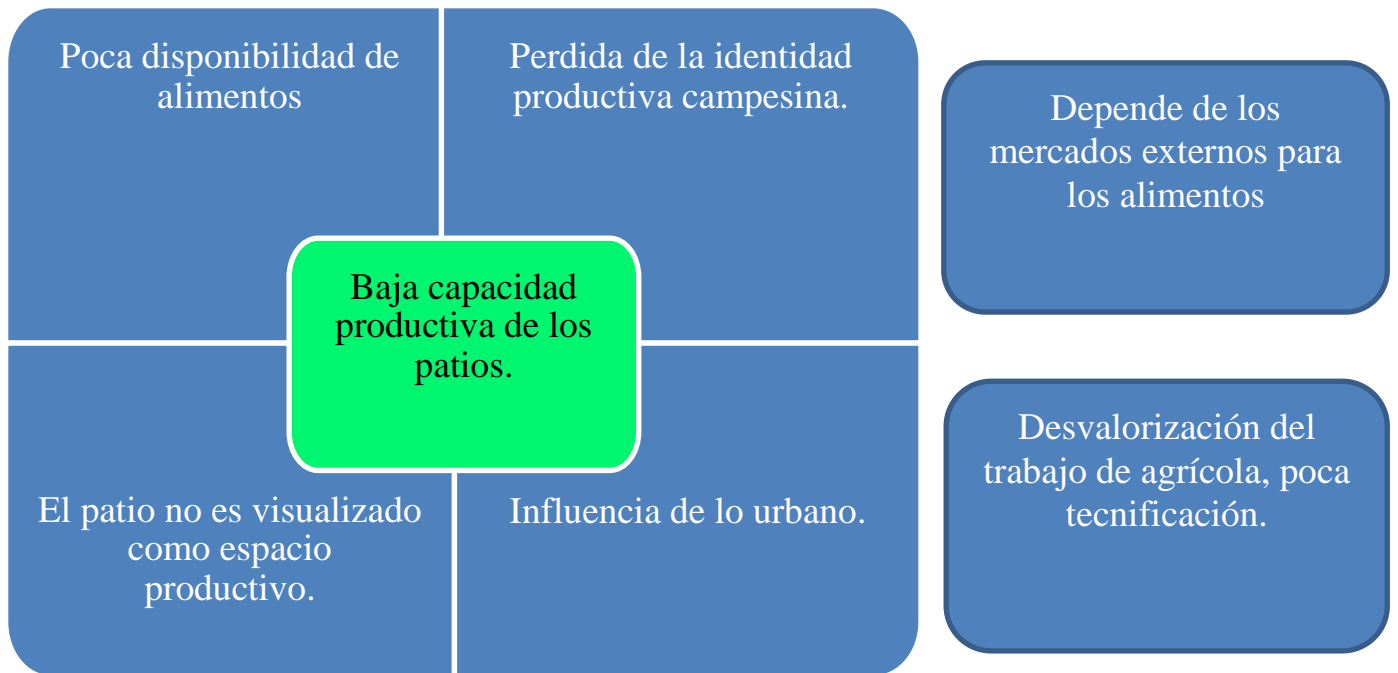 Poca disponibilidad de
alimentos
Perdida de la identidad
productiva campesina.
Depende de los
mercados externos para
los alimentos
Baja capacidad
productiva de los
patios.
El patio no es visualizado
como espacio
productivo.
Influencia de lo urbano.
Desvalorización del
trabajo de agrícola, poca
tecnificación.